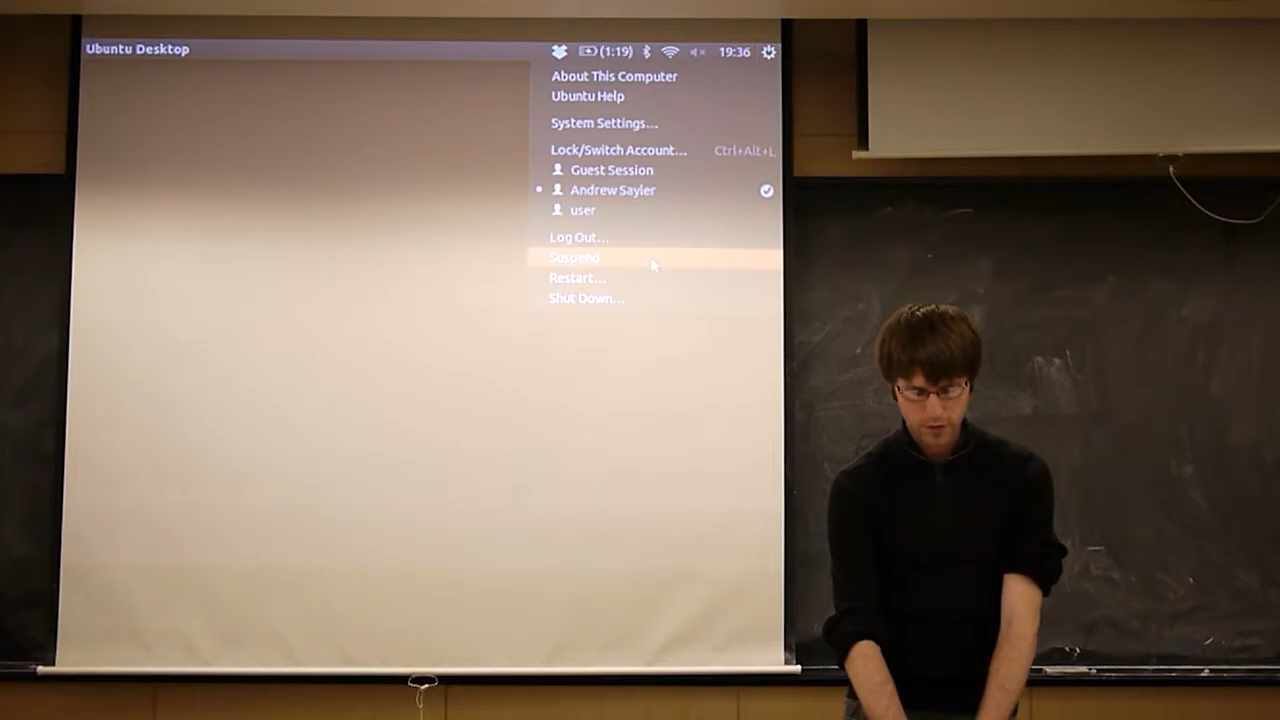 Ubuntu Desktop (1:19) 19:36
About This Computer
Ubuntu Help
System Settings...
Lock/Switch Account... Ctrl+Alt+L
Guest Session
Andrew Sayler
user
Log Out...
Suspend
Restart...
Shut Down...